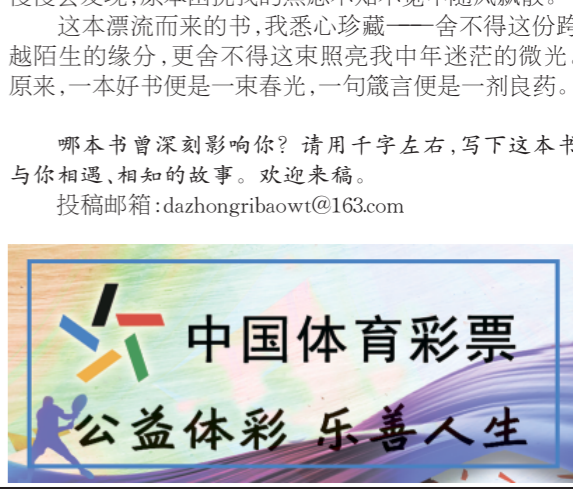 这本漂流而来的书,我悉心珍藏——舍不得这份跨
越陌生的缘分,更舍不得这束照亮我中年迷茫的微光。
原来,一本好书便是一束春光,一句箴言便是一剂良药。
哪本书曾深刻影响你?请用千字左右,写下这本书
与你相遇、相知的故事。欢迎来稿。
投稿邮箱:dazhongribaowt@163.com
中国体育彩票
公益体彩 乐善人生